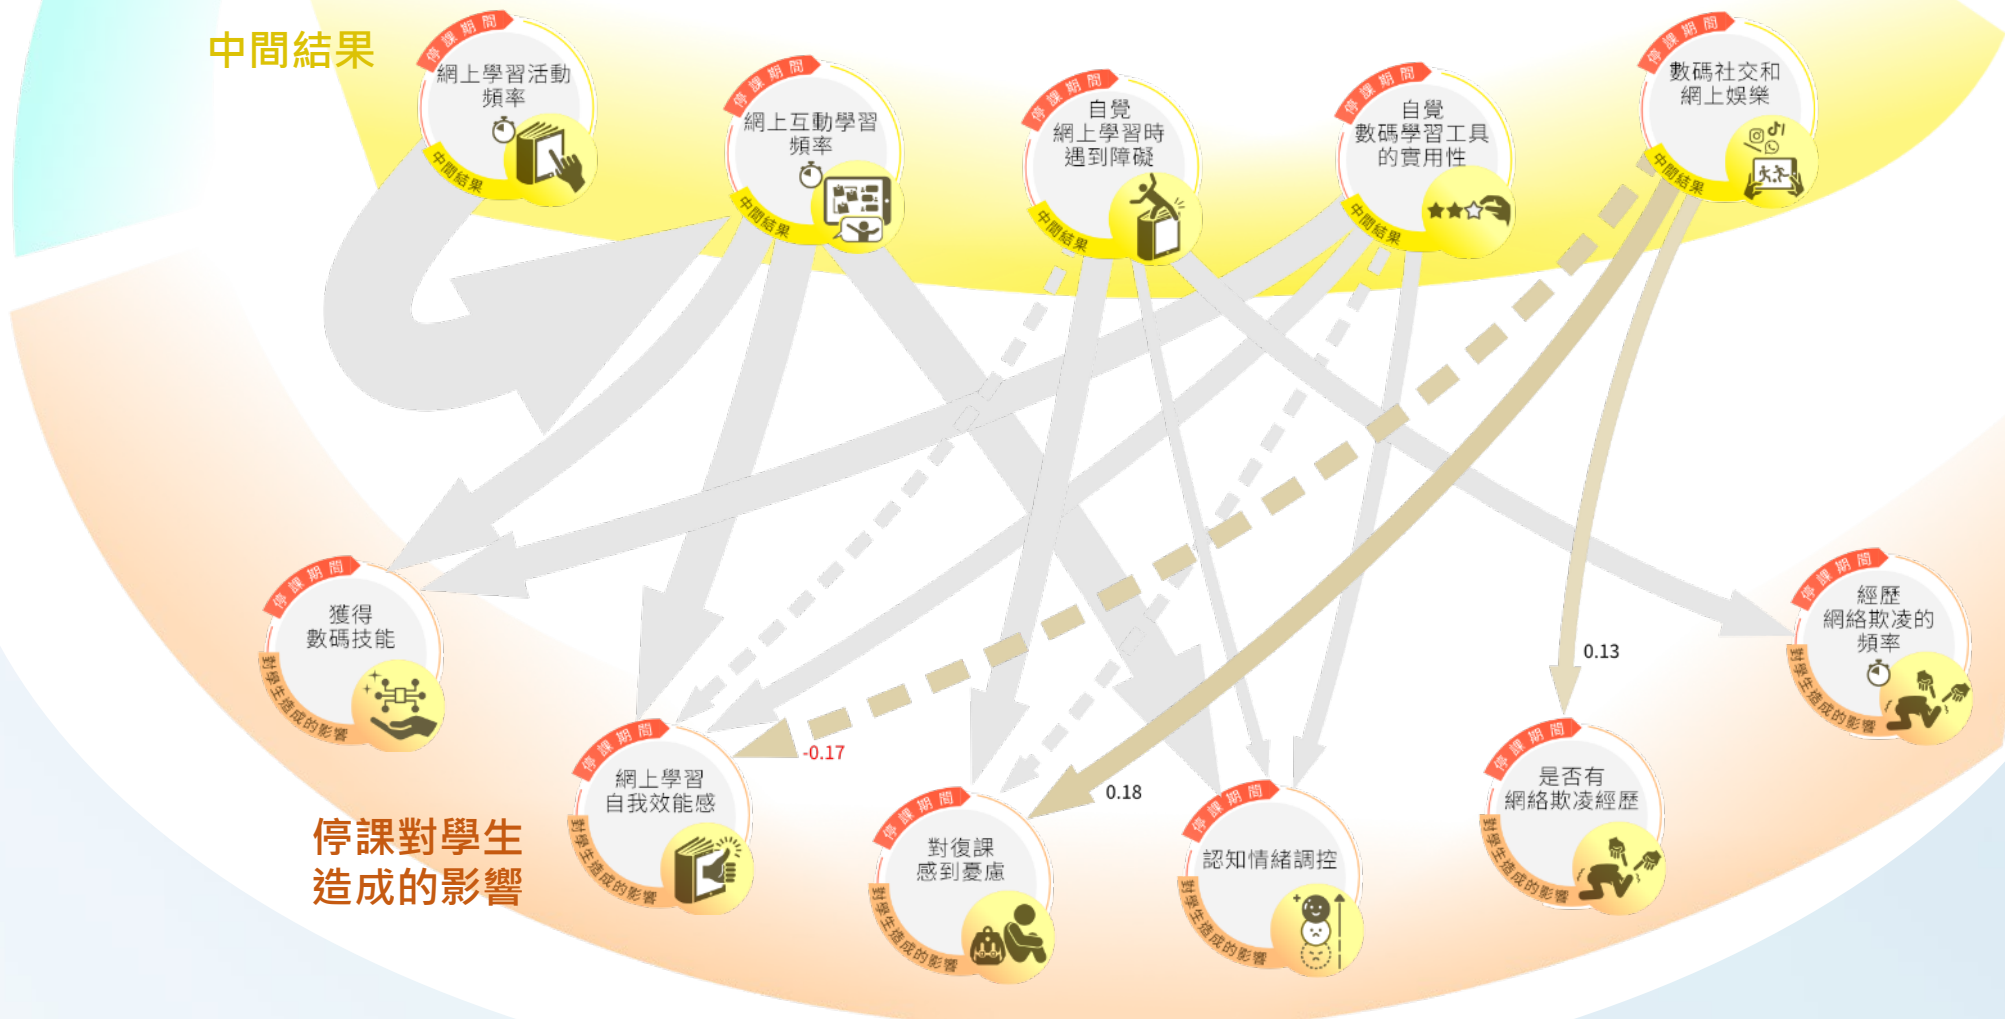 中間結果
停課期間
網上學習活動
頻率
中間結果
停課期間
網上互動學習
頻率
中間結果
停課期間
自覺
網上學習時
遇到障礙
中間結果
停課期間
自覺
數碼學習工具
的實用性
中間結果
停課期間
數碼社交和
網上娛樂
中間結果
停課期間
獲得
數碼技能
對學生造成的影響
停課期間
網上學習
自我效能感
對學生造成的影響
-0.17
停課期間
對復課
感到憂慮
對學生造成的影響
0.18
停課期間
認知情緒調控
對學生造成的影響
0.13
停課期間
是否有
網絡欺凌經歷
對學生造成的影響
停課期間
經歷
網絡欺凌的
頻率
對學生造成的影響
停課對學生
造成的影響